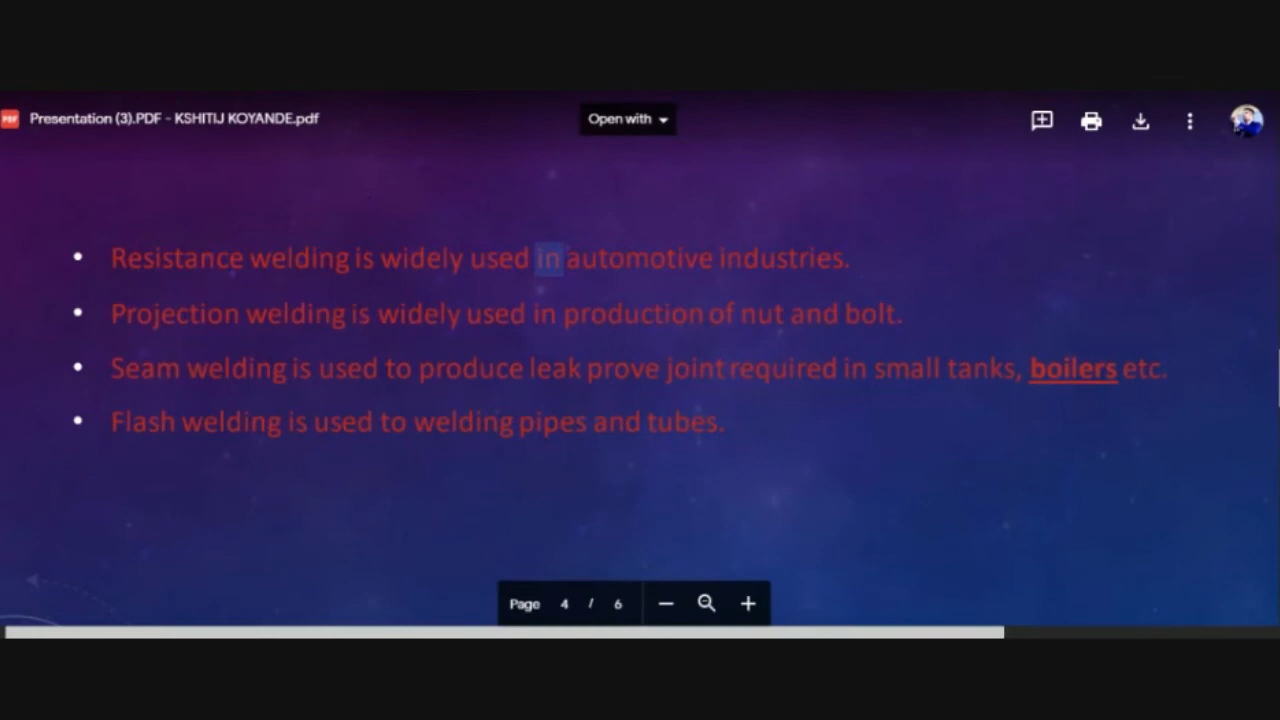 PDF
Presentation (3).PDF - KSHITIJ KOYANDE.pdf
Open with
• Resistance welding is widely used in automotive industries.
• Projection welding is widely used in production of nut and bolt.
• Seam welding is used to produce leak prove joint required in small tanks, boilers etc.
• Flash welding is used to welding pipes and tubes.
Page 4 / 6